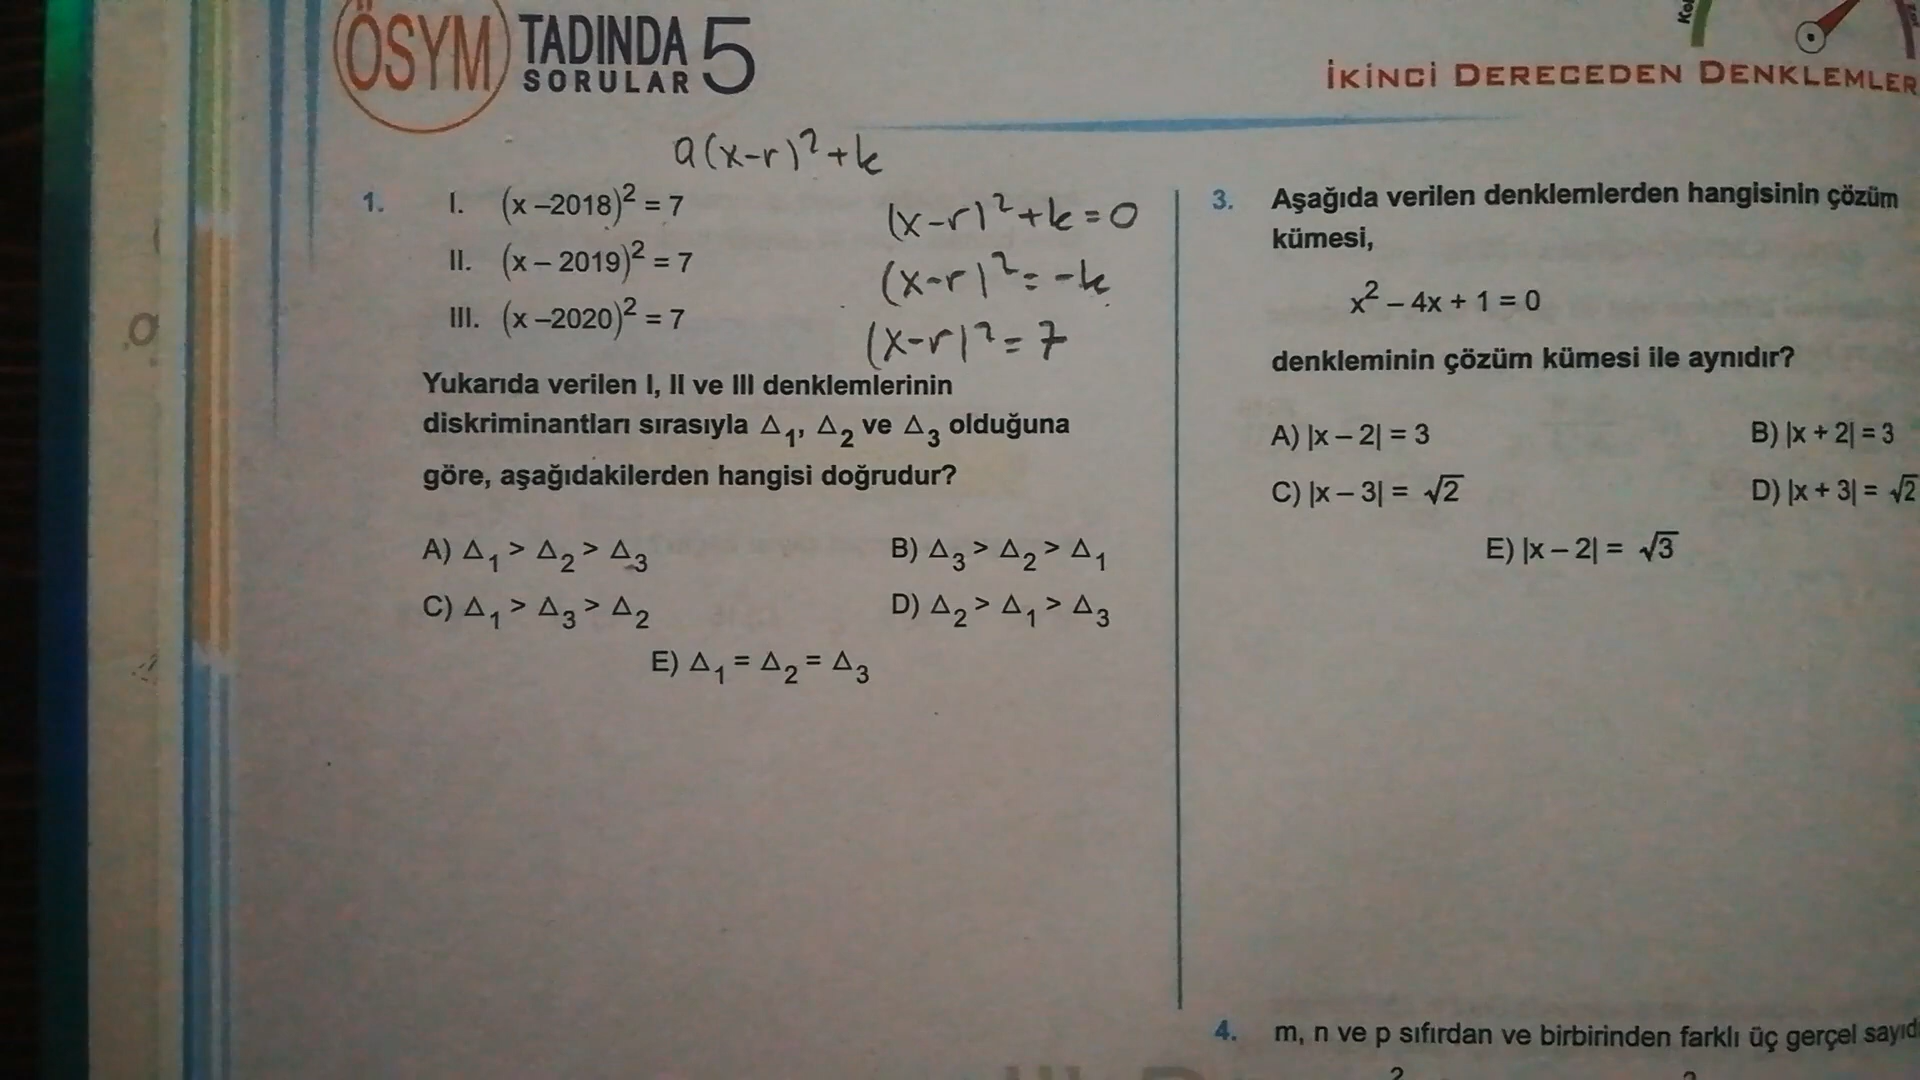 ÖSYM TADINDA SORULAR 5
İKİNCİ DERECEDEN DENKLEMLER
a(x-r)²+k
1. I. (x –2018)² = 7
II. (x – 2019)² = 7
III. (x –2020)² = 7
(x-r)²+k=0
(x-r)²=-k
(x-r)²=7
Yukarıda verilen I, II ve III denklemlerinin
diskriminantları sırasıyla Δ₁, Δ₂ ve Δ₃ olduğuna
göre, aşağıdakilerden hangisi doğrudur?
A) Δ₁ > Δ₂ > Δ₃ B) Δ₃ > Δ₂ > Δ₁
C) Δ₁ > Δ₃ > Δ₂ D) Δ₂ > Δ₁ > Δ₃
E) Δ₁ = Δ₂ = Δ₃
3. Aşağıda verilen denklemlerden hangisinin çözüm
kümesi,
x² – 4x + 1 = 0
denkleminin çözüm kümesi ile aynıdır?
A) |x – 2| = 3 B) |x + 2| = 3
C) |x – 3| = √2 D) |x + 3| = √2
E) |x – 2| = √3
4. m, n ve p sıfırdan ve birbirinden farklı üç gerçel sayıd